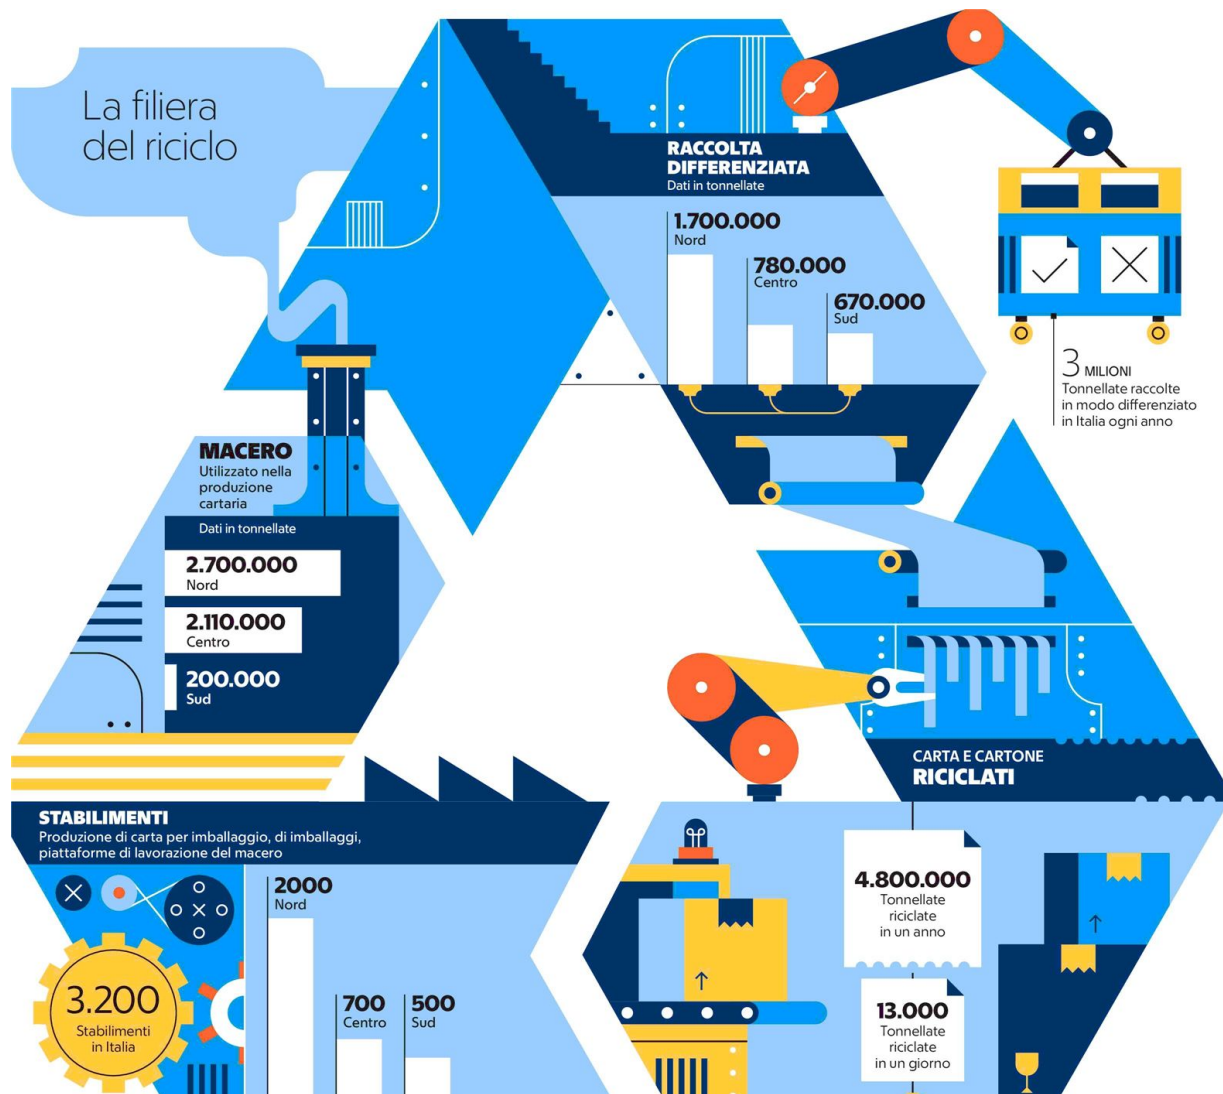 La filiera
del riciclo
RACCOLTA
DIFFERENZIATA
Dati in tonnellate
1.700.000
Nord
780.000
Centro
670.000
Sud
3 MILIONI
Tonnellate raccolte
in modo differenziato
in Italia ogni anno
MACERO
Utilizzato nella
produzione
cartaria
Dati in tonnellate
2.700.000
Nord
2.110.000
Centro
200.000
Sud
CARTA E CARTONE
RICICLATI
4.800.000
Tonnellate
riciclate
in un anno
13.000
Tonnellate
riciclate
in un giorno
STABILIMENTI
Produzione di carta per imballaggio, di imballaggi,
piattaforme di lavorazione del macero
2000
Nord
700
Centro
500
Sud
3.200
Stabilimenti
in Italia